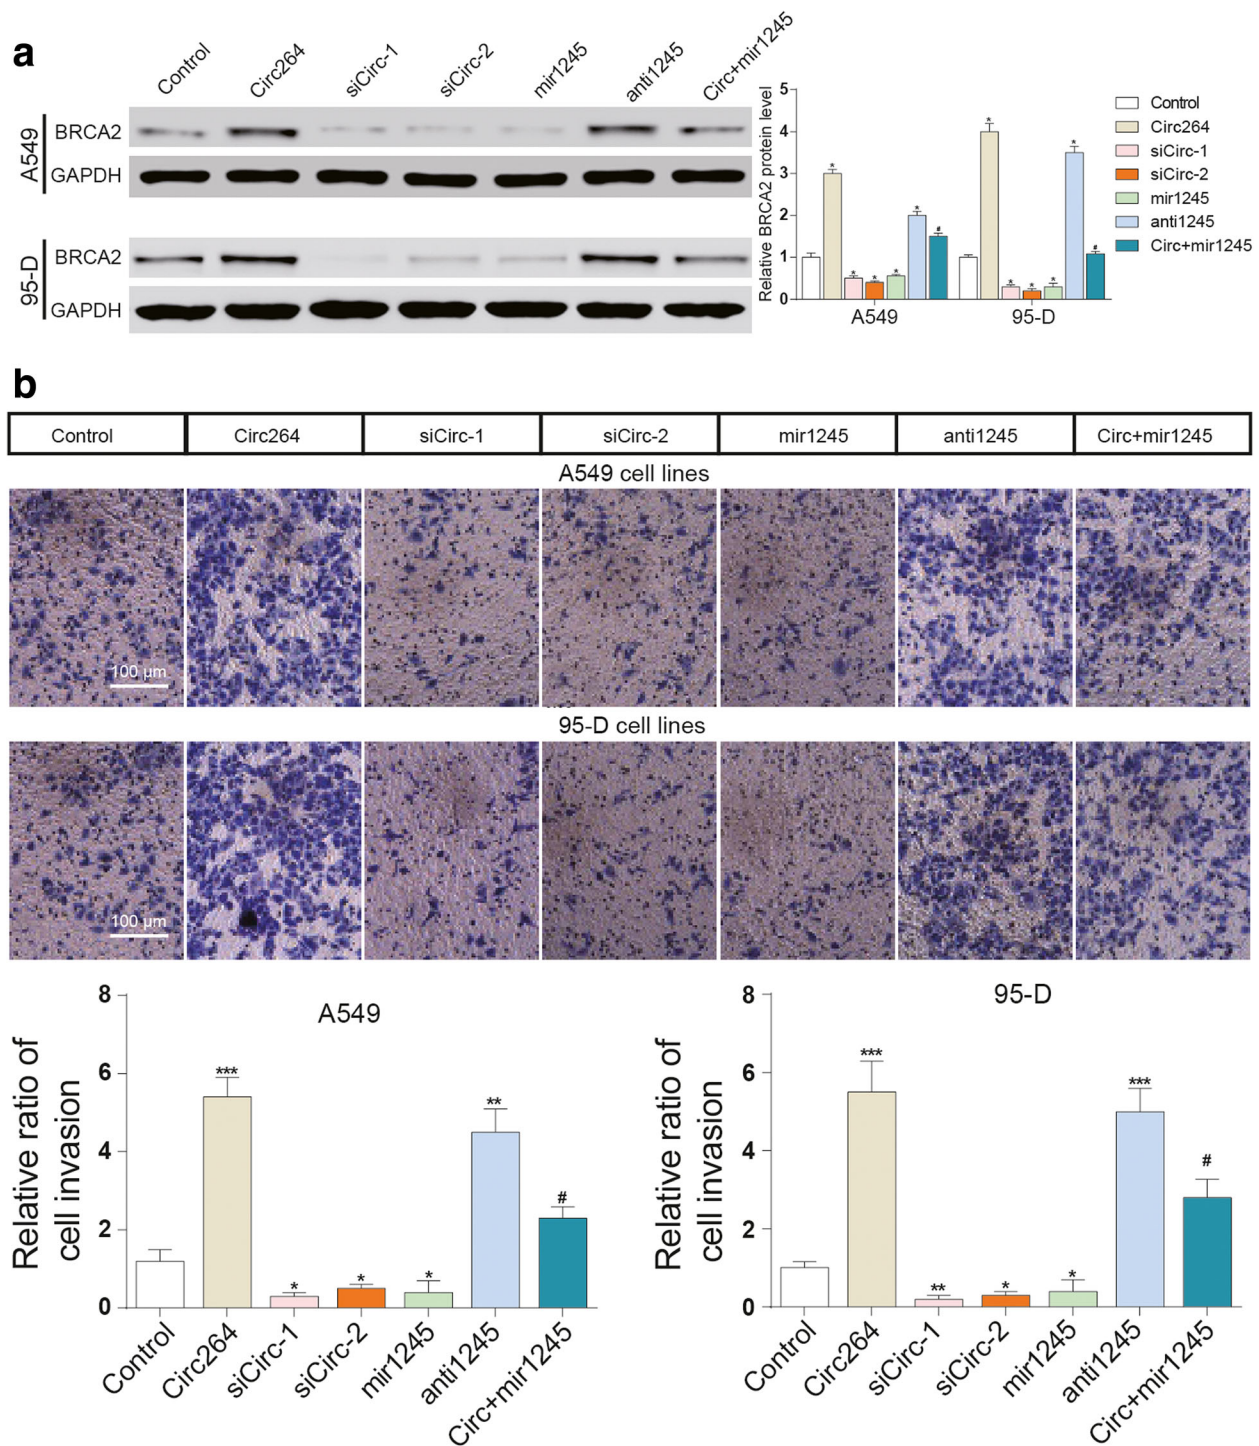 a
Control
Circ264
siCirc-1
siCirc-2
mir1245
anti1245
Circ+mir1245
A549
BRCA2
GAPDH
95-D
BRCA2
GAPDH
Relative BRCA2 protein level
5
4
3
2
1
0
*
*
*
*
*
#
*
*
*
*
*
#
A549
95-D
Control
Circ264
siCirc-1
siCirc-2
mir1245
anti1245
Circ+mir1245
b
Control
Circ264
siCirc-1
siCirc-2
mir1245
anti1245
Circ+mir1245
A549 cell lines
100 µm
95-D cell lines
100 µm
A549
Relative ratio of
cell invasion
8
6
4
2
0
***
*
*
*
**
#
Control
Circ264
siCirc-1
siCirc-2
mir1245
anti1245
Circ+mir1245
95-D
Relative ratio of
cell invasion
8
6
4
2
0
***
**
*
*
***
#
Control
Circ264
siCirc-1
siCirc-2
mir1245
anti1245
Circ+mir1245